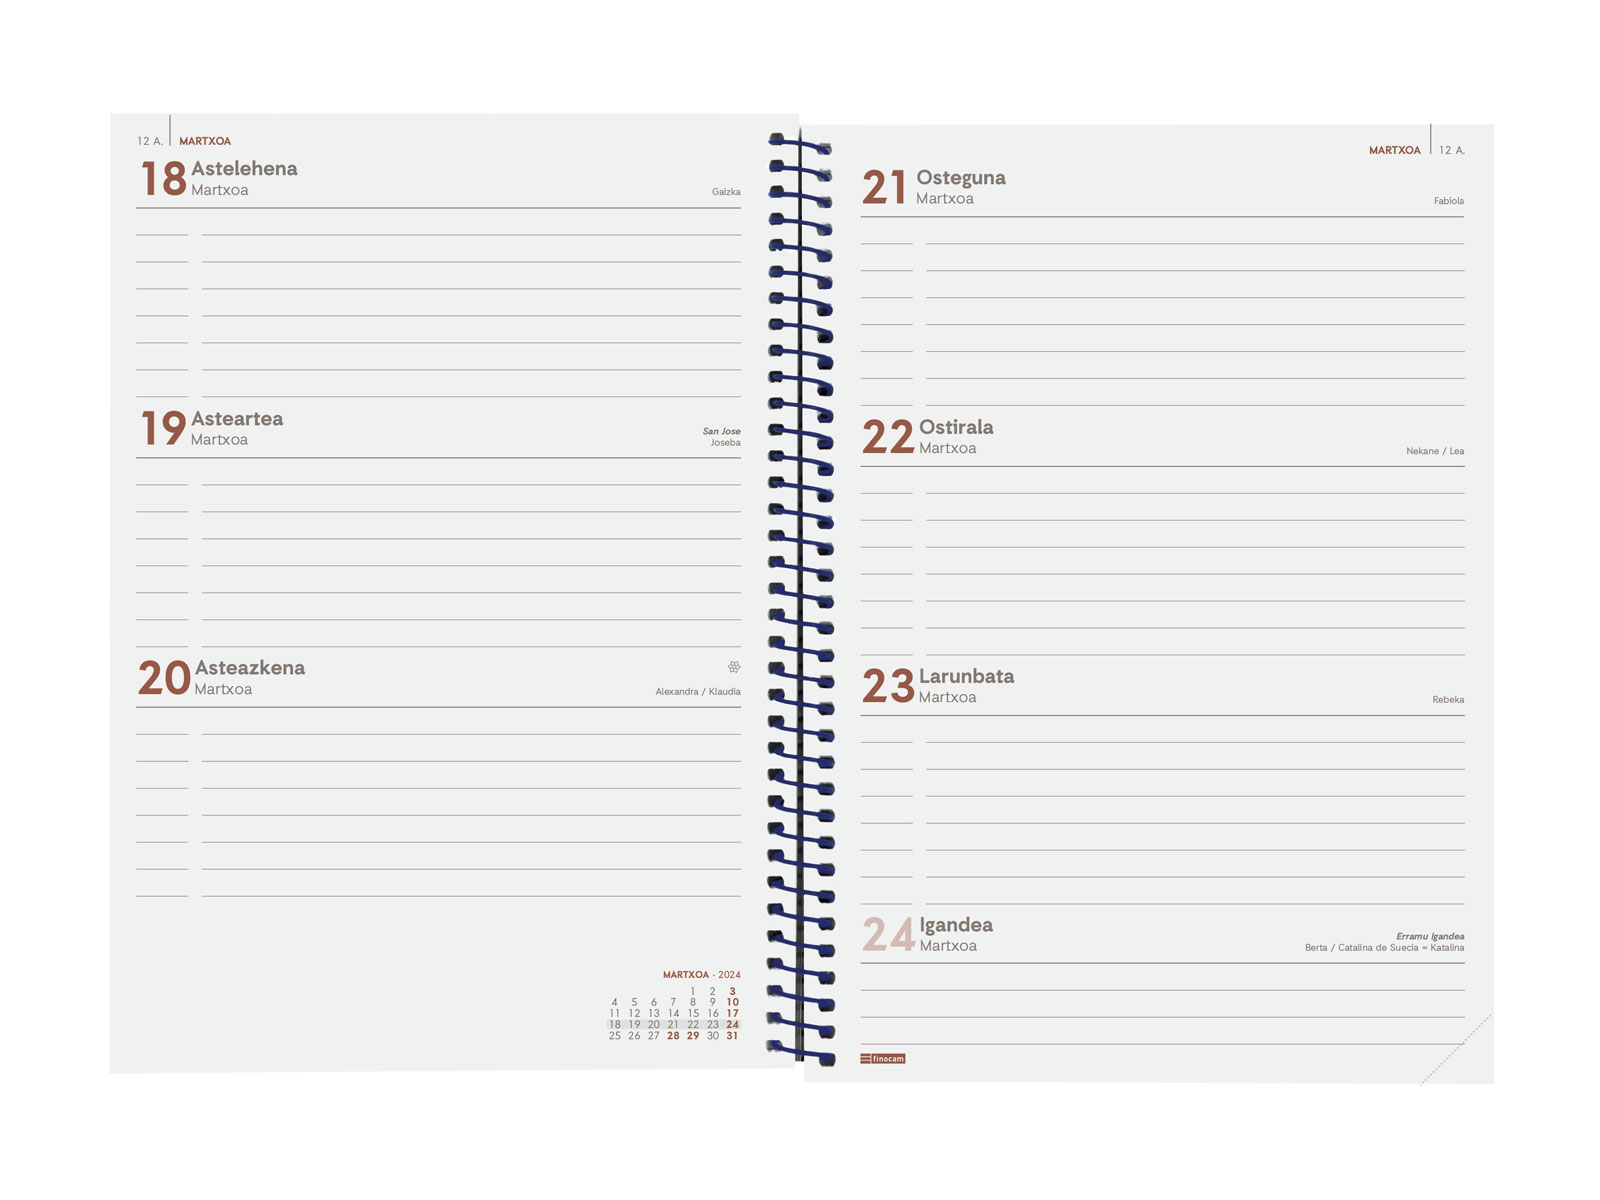 12 A. MARTXOA
18 Astelehena
Martxoa
Gaizka
19 Asteartea
Martxoa
San Jose
Joseba
20 Asteazkena
Martxoa
Alexandra / Klaudia
MARTXOA - 2024
1 2 3
4 5 6 7 8 9 10
11 12 13 14 15 16 17
18 19 20 21 22 23 24
25 26 27 28 29 30 31
MARTXOA 12 A.
21 Osteguna
Martxoa
Fabiola
22 Ostirala
Martxoa
Nekane / Lea
23 Larunbata
Martxoa
Rebeka
24 Igandea
Martxoa
Erramu Igandea
Berta / Catalina de Suecia = Katalina
finocam